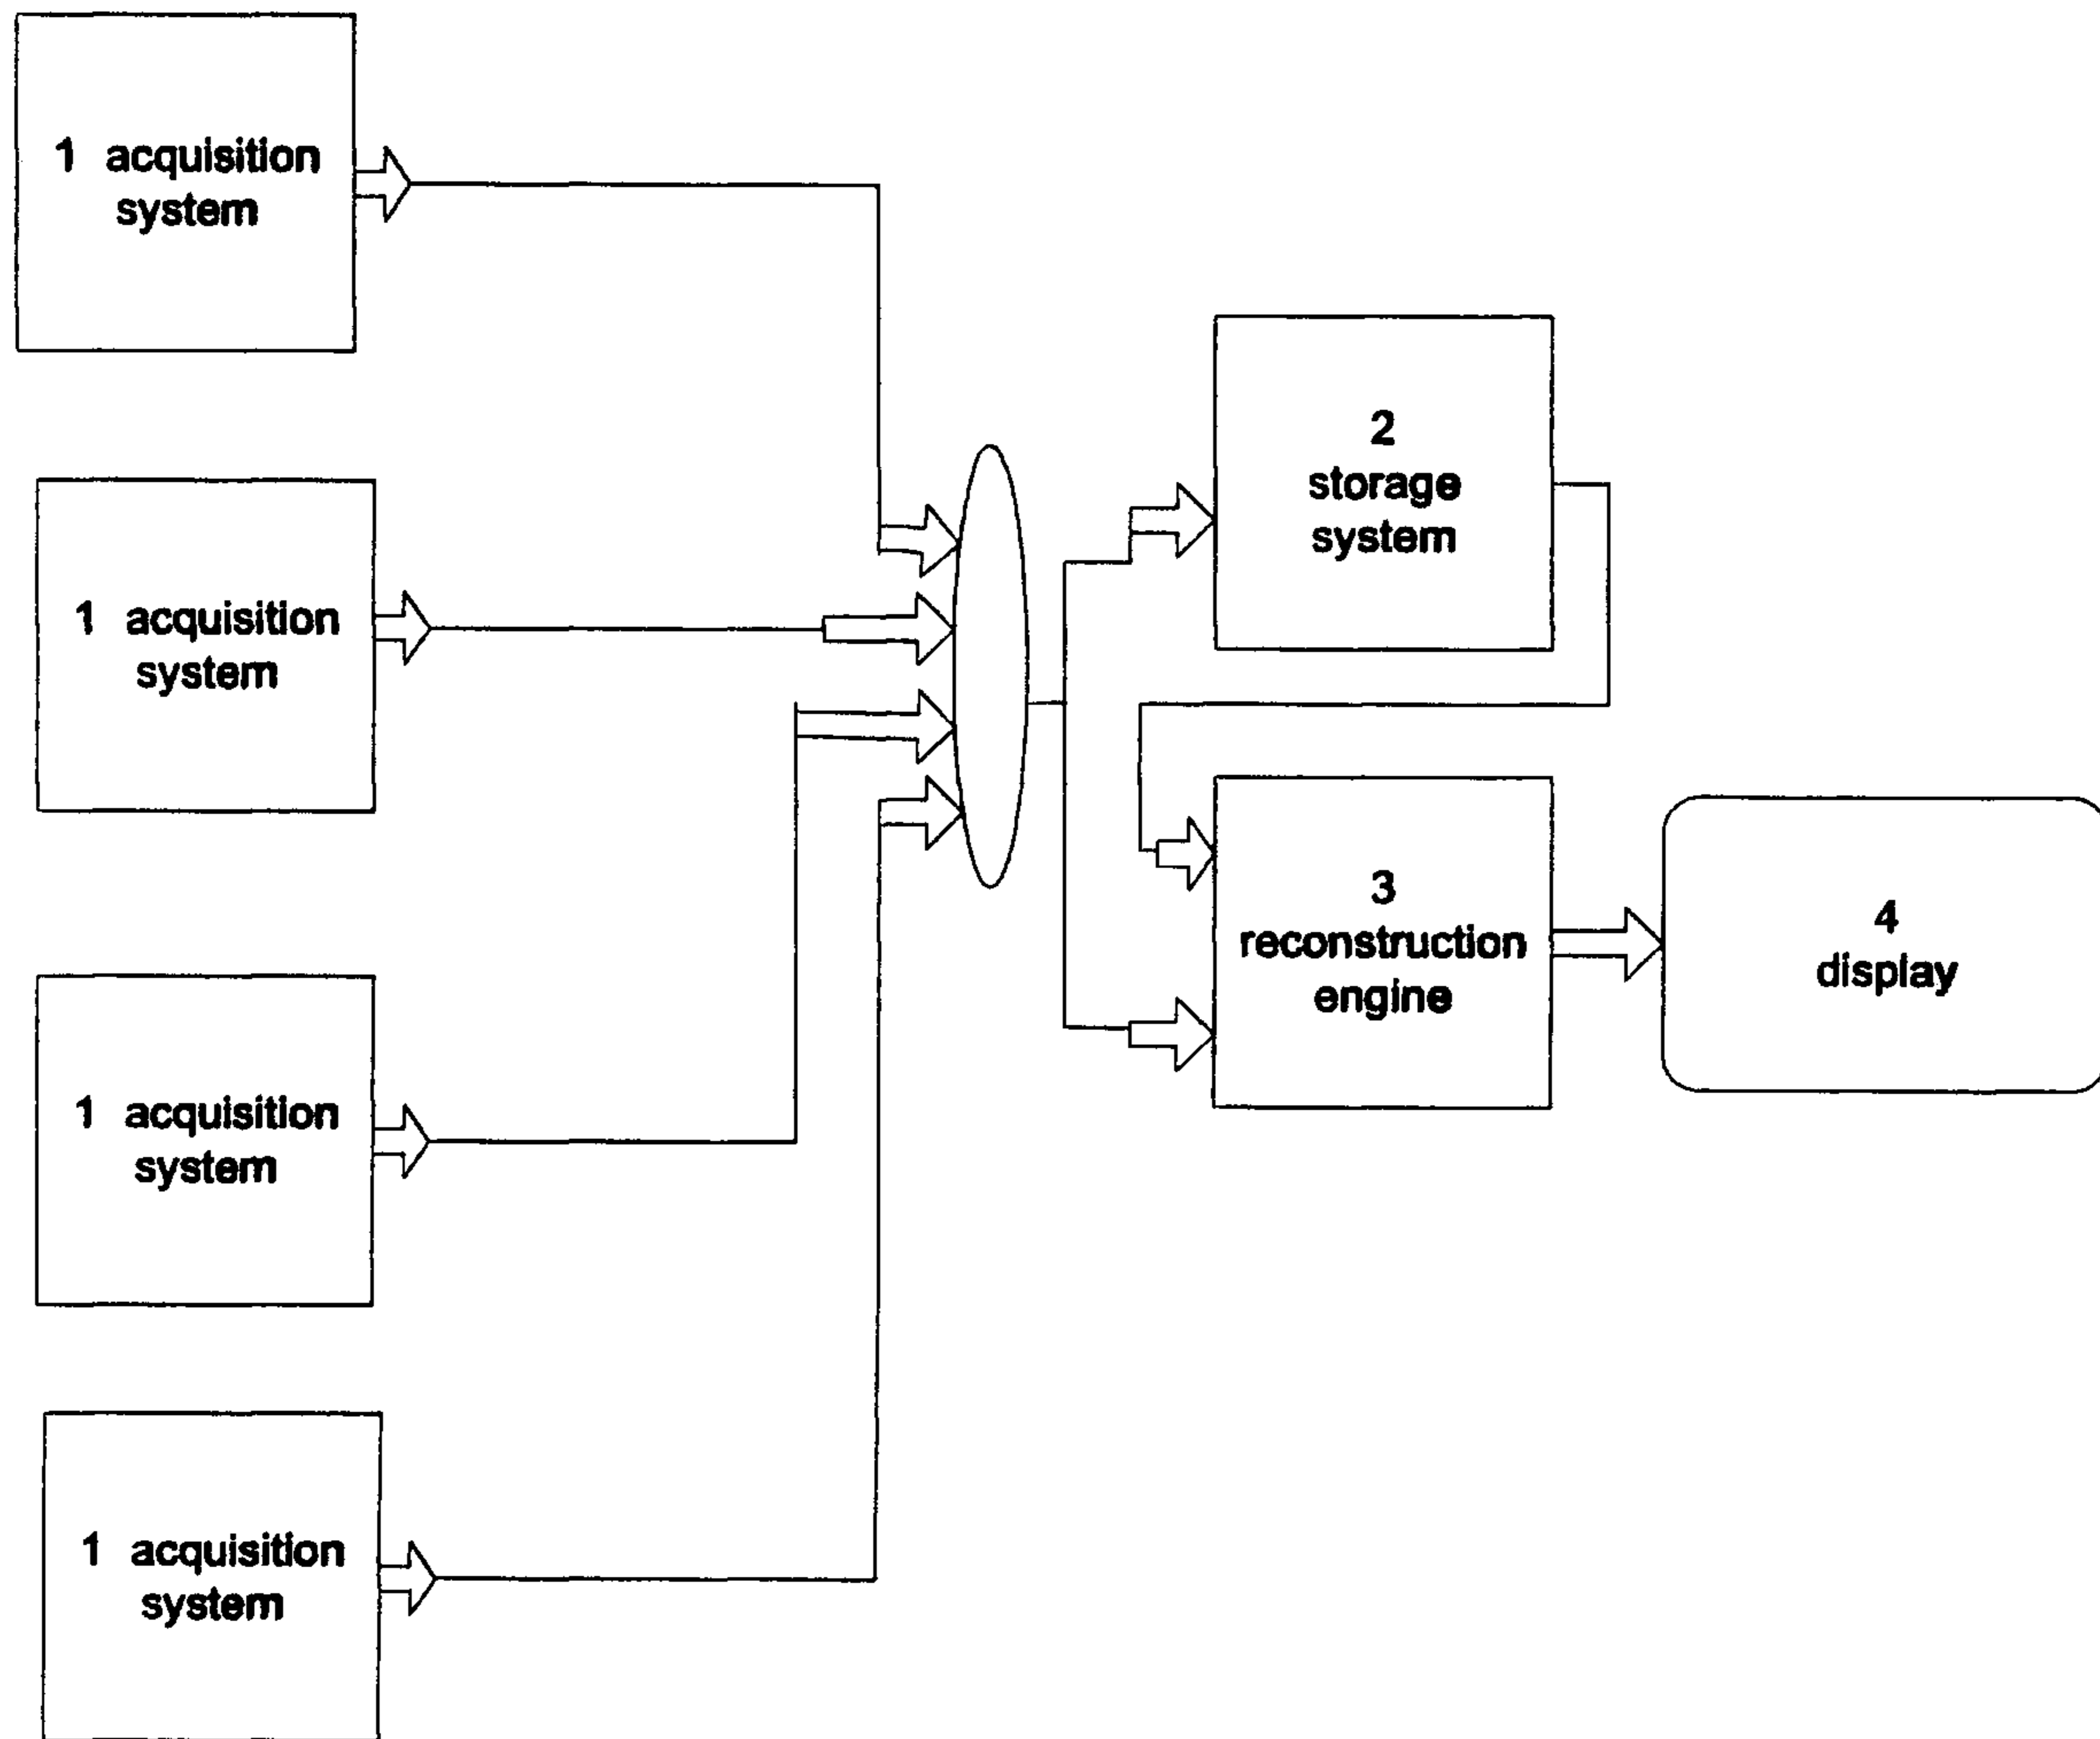 1 acquisition
system
1 acquisition
system
1 acquisition
system
1 acquisition
system
2
storage
system
3
reconstruction
engine
4
display